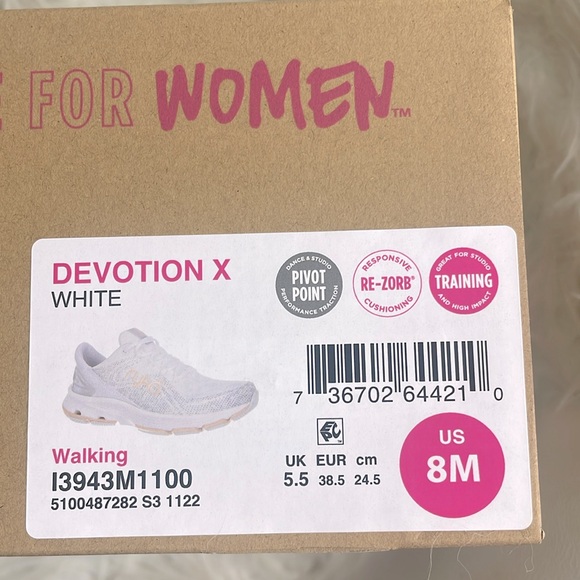 FOR WOMEN™
DEVOTION X
WHITE
DANCE & STUDIO
PIVOT
POINT
PERFORMANCE TRACTION
RESPONSIVE
RE-ZORB®
CUSHIONING
GREAT FOR STUDIO
TRAINING
AND HIGH IMPACT
7 36702 64421 0
Walking
I3943M1100
5100487282 S3 1122
UK EUR cm
5.5 38.5 24.5
US
8M